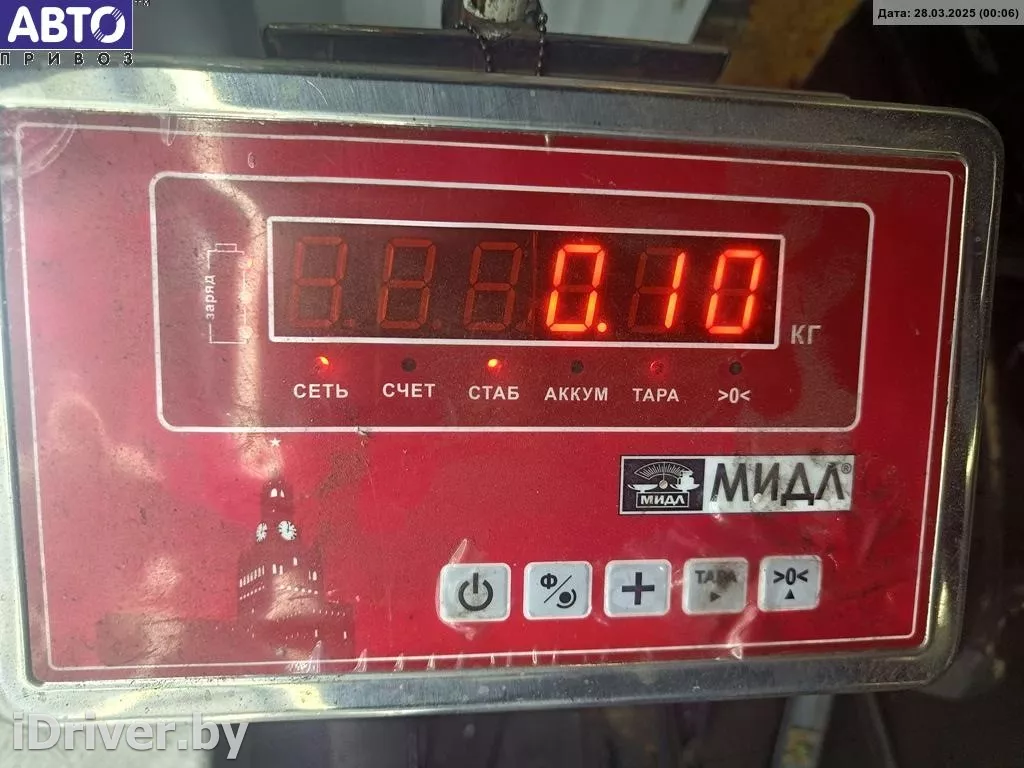 АВТО™
ПРИВОЗ
Дата: 28.03.2025 (00:06)
заряд
0.10
КГ
СЕТЬ СЧЕТ СТАБ АККУМ ТАРА >0<
МИДЛ МИДЛ®
Ф ТАРА >0<
iDriver.by